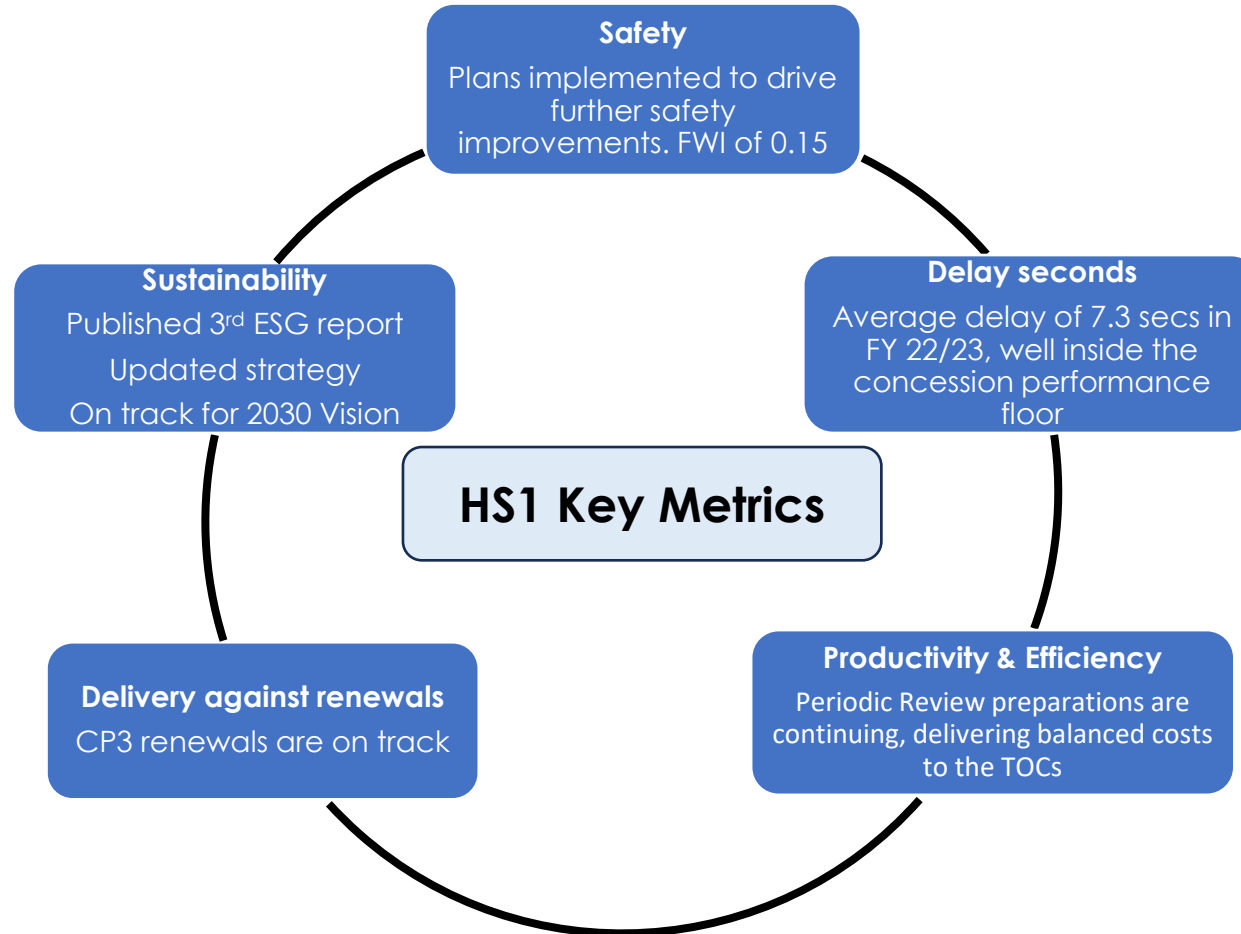 Safety
Plans implemented to drive
further safety
improvements. FWI of 0.15
Sustainability
Published 3rd ESG report
Updated strategy
On track for 2030 Vision
Delay seconds
Average delay of 7.3 secs in
FY 22/23, well inside the
concession performance
floor
HS1 Key Metrics
Delivery against renewals
CP3 renewals are on track
Productivity & Efficiency
Periodic Review preparations are
continuing, delivering balanced costs
to the TOCs